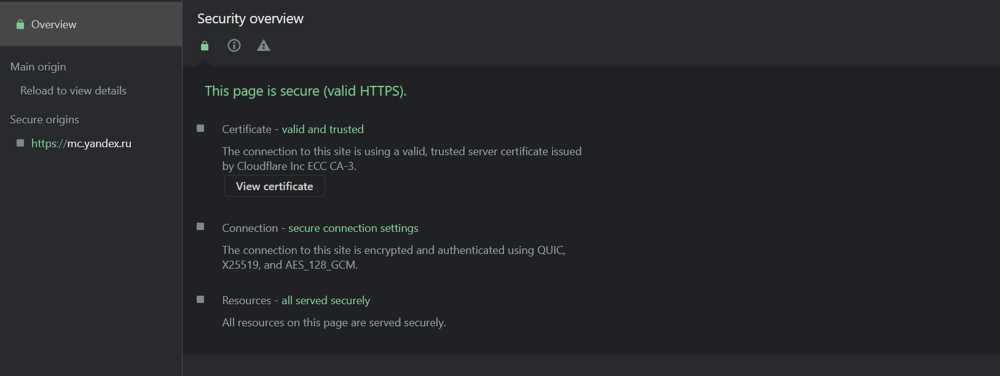 Overview
Main origin
Reload to view details
Secure origins
https://mc.yandex.ru
Security overview
This page is secure (valid HTTPS).
Certificate - valid and trusted
The connection to this site is using a valid, trusted server certificate issued
by Cloudflare Inc ECC CA-3.
View certificate
Connection - secure connection settings
The connection to this site is encrypted and authenticated using QUIC,
X25519, and AES_128_GCM.
Resources - all served securely
All resources on this page are served securely.